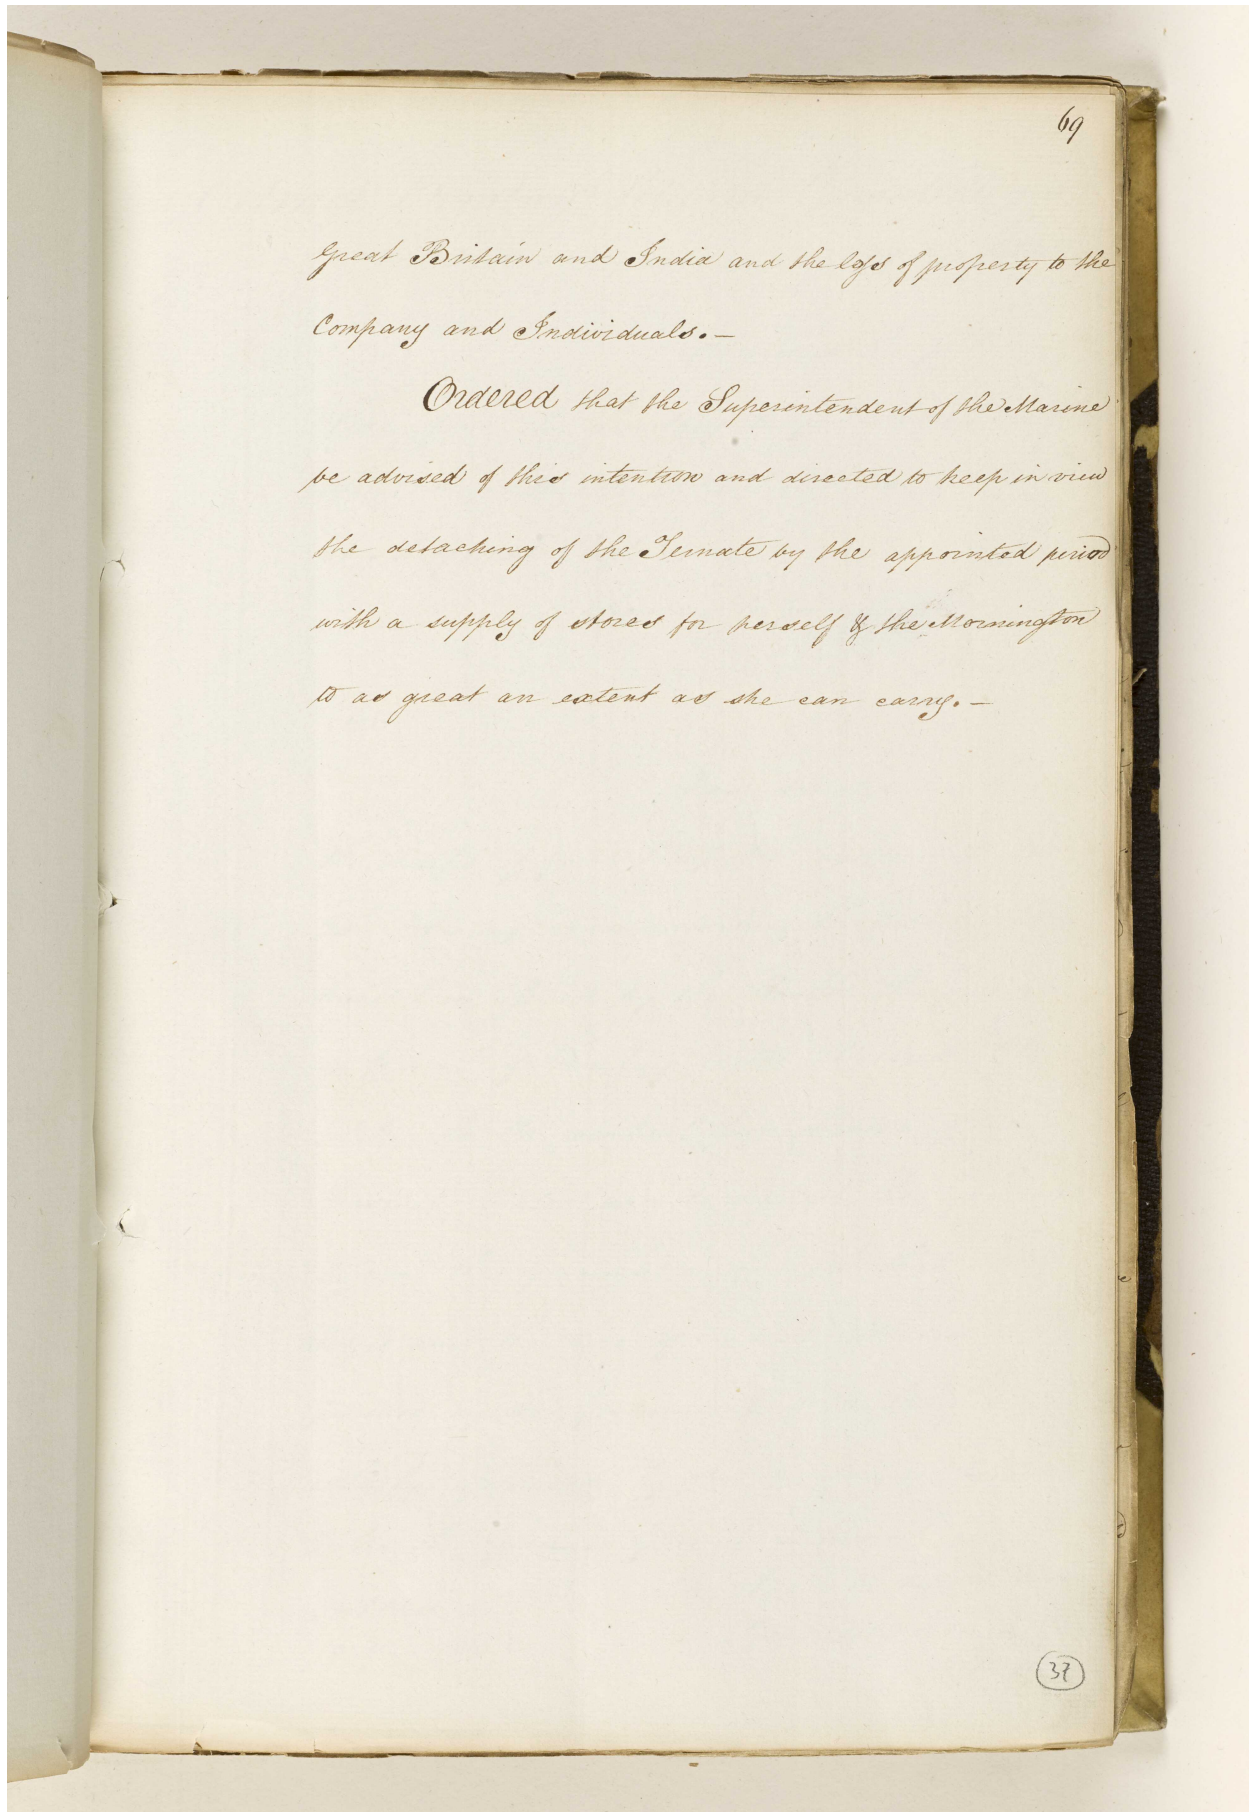 69
Great Britain and India and the loss of property to the
Company and Individuals. —
Ordered that the Superintendent of the Marine
be advised of this intention and directed to keep in view
the detaching of the Ternate by the appointed period
with a supply of stores for herself & the Mornington
to as great an extent as she can carry. —
37